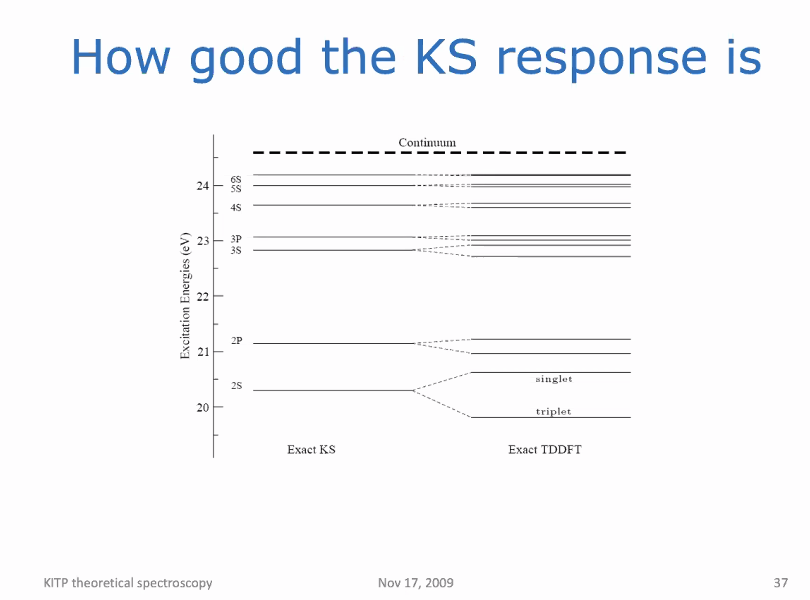 How good the KS response is
Continuum
6S
24
5S
4S
3P
23
3S
Excitation Energies (eV)
22
2P
21
singlet
2S
20
triplet
Exact KS
Exact TDDFT
KITP theoretical spectroscopy
Nov 17, 2009
37